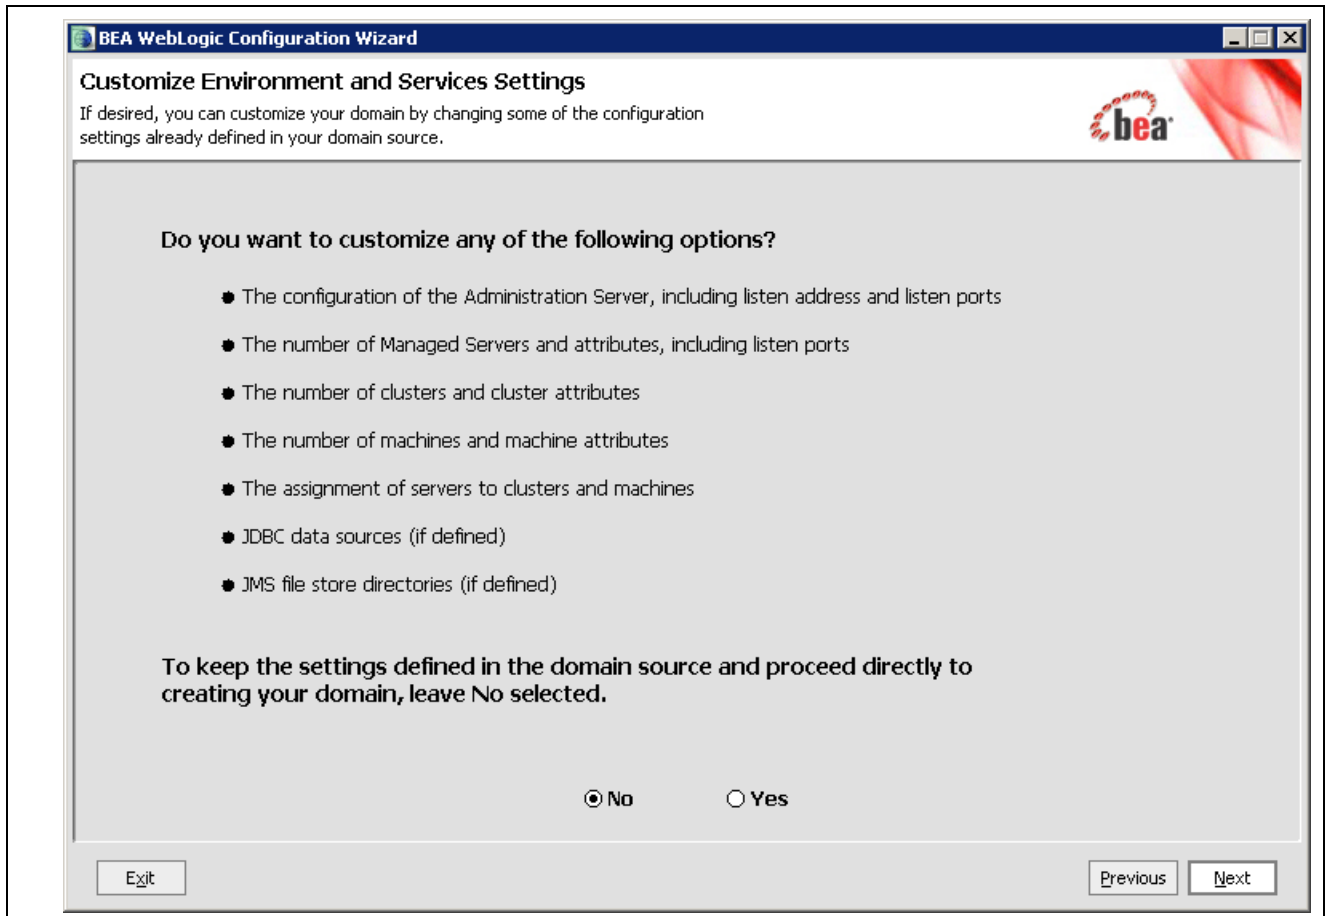 BEA WebLogic Configuration Wizard
Customize Environment and Services Settings
If desired, you can customize your domain by changing some of the configuration
settings already defined in your domain source.
bea
Do you want to customize any of the following options?
The configuration of the Administration Server, including listen address and listen ports
The number of Managed Servers and attributes, including listen ports
The number of clusters and cluster attributes
The number of machines and machine attributes
The assignment of servers to clusters and machines
JDBC data sources (if defined)
JMS file store directories (if defined)
To keep the settings defined in the domain source and proceed directly to
creating your domain, leave No selected.
No Yes
Exit Previous Next